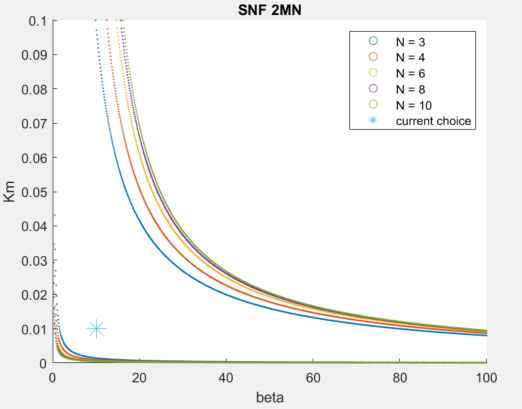 SNF 2MN
0.1
0.09
0.08
0.07
0.06
0.05
0.04
0.03
0.02
0.01
0
Km
N = 3
N = 4
N = 6
N = 8
N = 10
current choice
0 20 40 60 80 100
beta